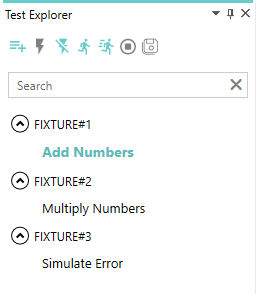 Test Explorer
Search
FIXTURE#1
Add Numbers
FIXTURE#2
Multiply Numbers
FIXTURE#3
Simulate Error